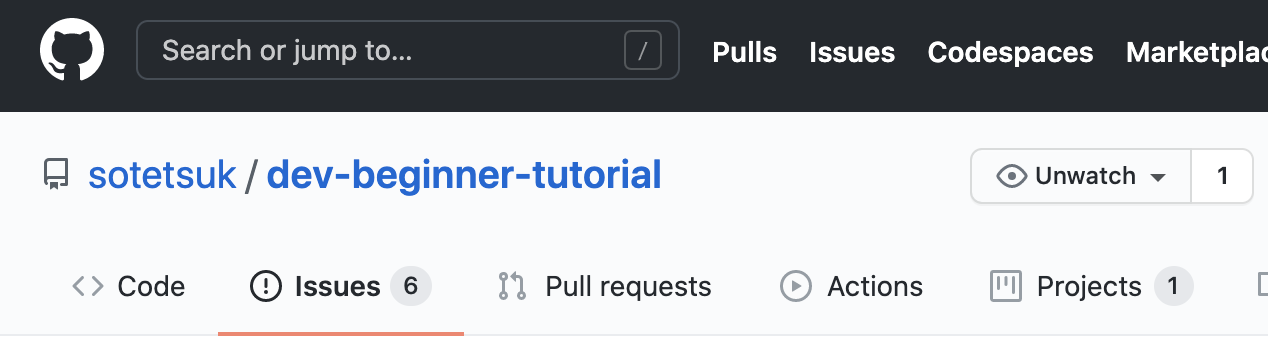 Search or jump to... / Pulls Issues Codespaces
sotetsuk / dev-beginner-tutorial Unwatch 1
Code Issues 6 Pull requests Actions Projects 1